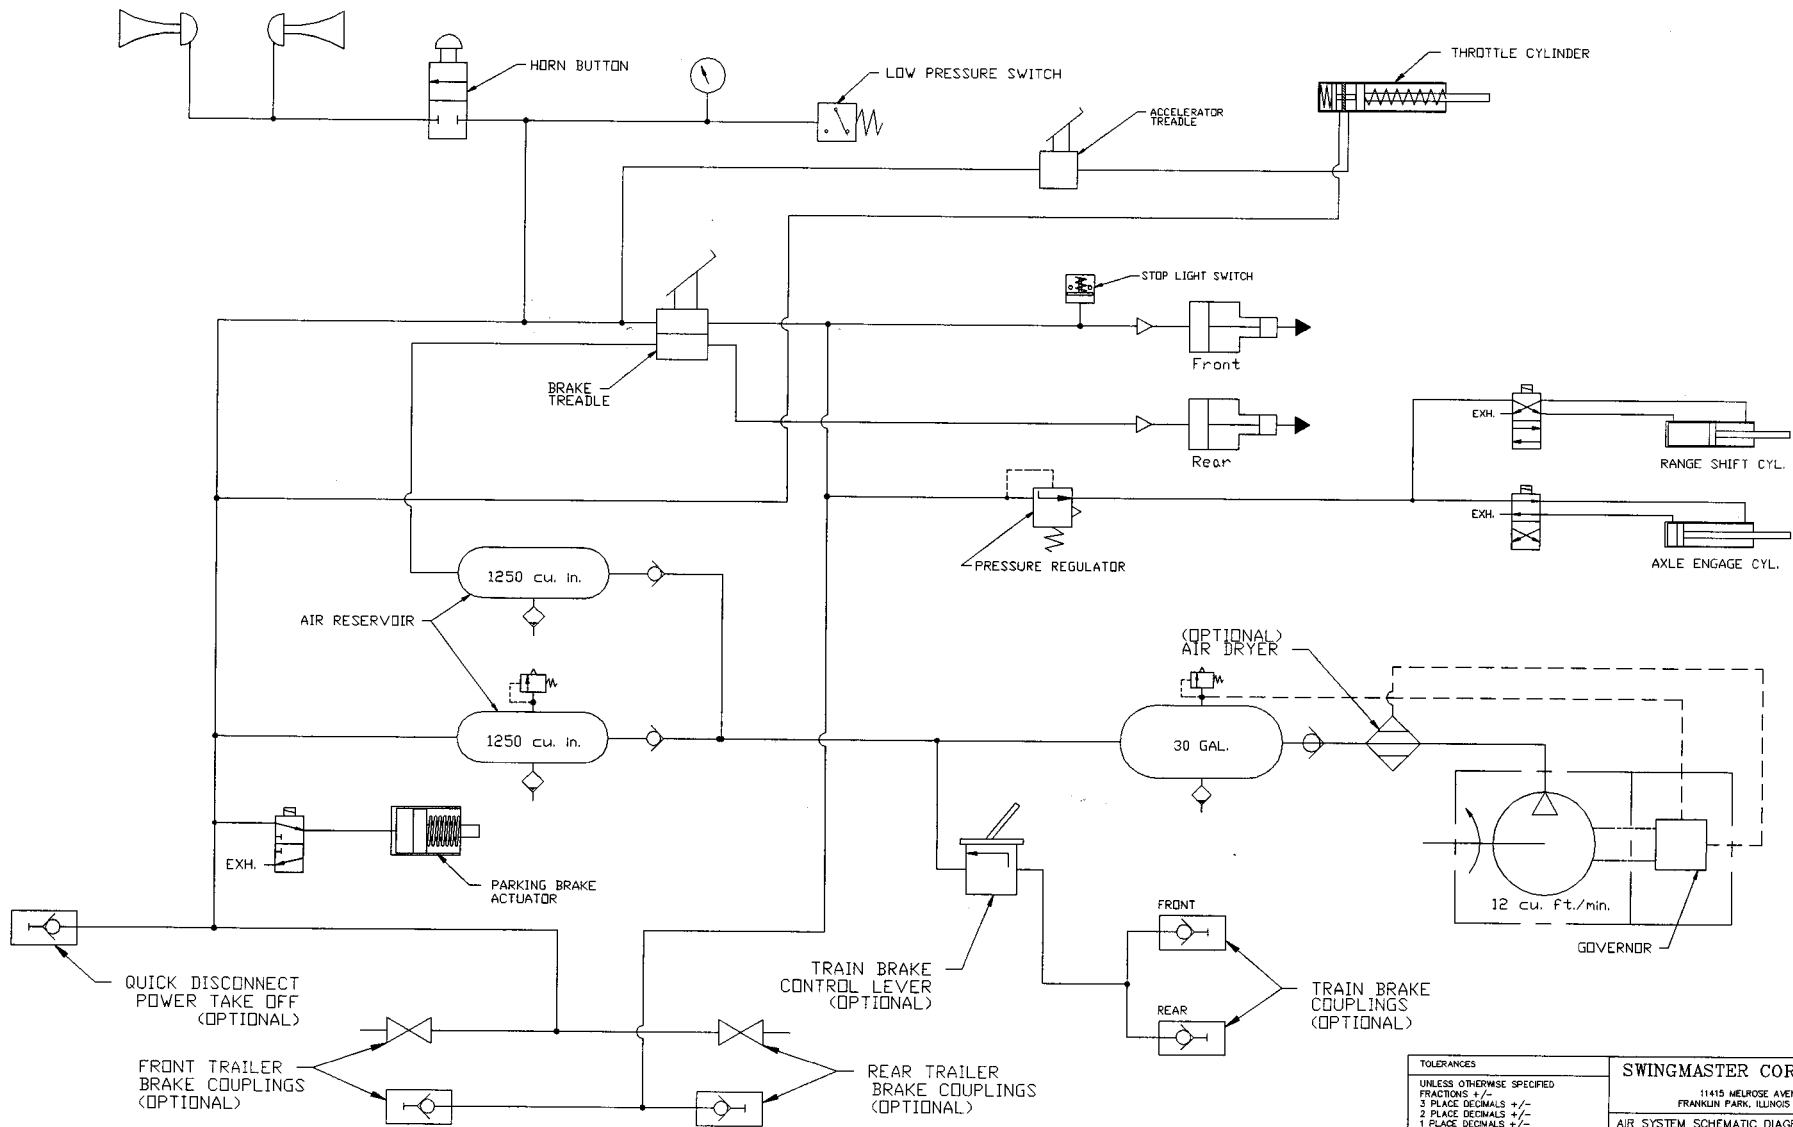 HORN BUTTON
LOW PRESSURE SWITCH
THROTTLE CYLINDER
ACCELERATOR
TREADLE
STOP LIGHT SWITCH
Front
BRAKE
TREADLE
Rear
EXH.
RANGE SHIFT CYL.
EXH.
PRESSURE REGULATOR
AXLE ENGAGE CYL.
1250 cu. in.
AIR RESERVOIR
(OPTIONAL)
AIR DRYER
1250 cu. in.
30 GAL.
EXH.
PARKING BRAKE
ACTUATOR
12 cu. ft./min.
GOVERNOR
FRONT
REAR
QUICK DISCONNECT
POWER TAKE OFF
(OPTIONAL)
TRAIN BRAKE
CONTROL LEVER
(OPTIONAL)
TRAIN BRAKE
COUPLINGS
(OPTIONAL)
FRONT TRAILER
BRAKE COUPLINGS
(OPTIONAL)
REAR TRAILER
BRAKE COUPLINGS
(OPTIONAL)
TOLERANCES
UNLESS OTHERWISE SPECIFIED
FRACTIONS +/-
3 PLACE DECIMALS +/-
2 PLACE DECIMALS +/-
1 PLACE DECIMALS +/-
SWINGMASTER COR
11415 MELROSE AVE
FRANKLIN PARK, ILLINOIS
AIR SYSTEM SCHEMATIC DIAG